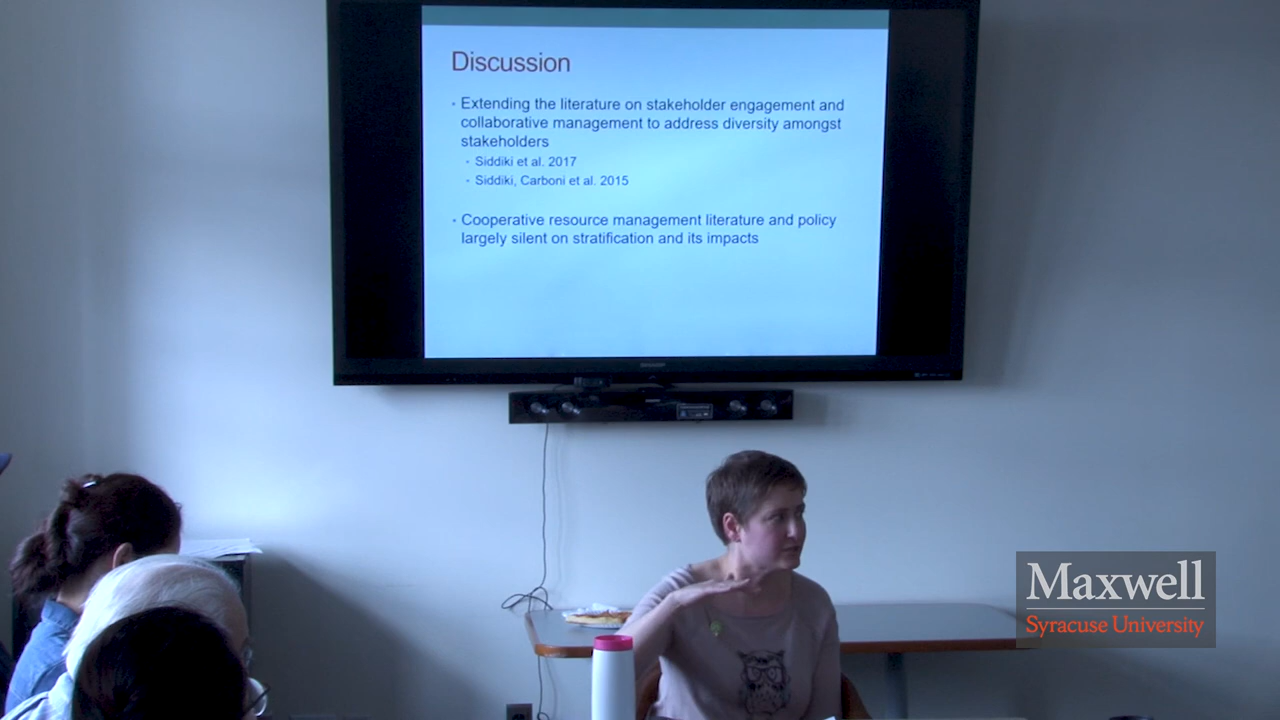 Discussion
• Extending the literature on stakeholder engagement and
collaborative management to address diversity amongst
stakeholders
• Siddiki et al. 2017
• Siddiki, Carboni et al. 2015
• Cooperative resource management literature and policy
largely silent on stratification and its impacts
SHARP
Maxwell
Syracuse University